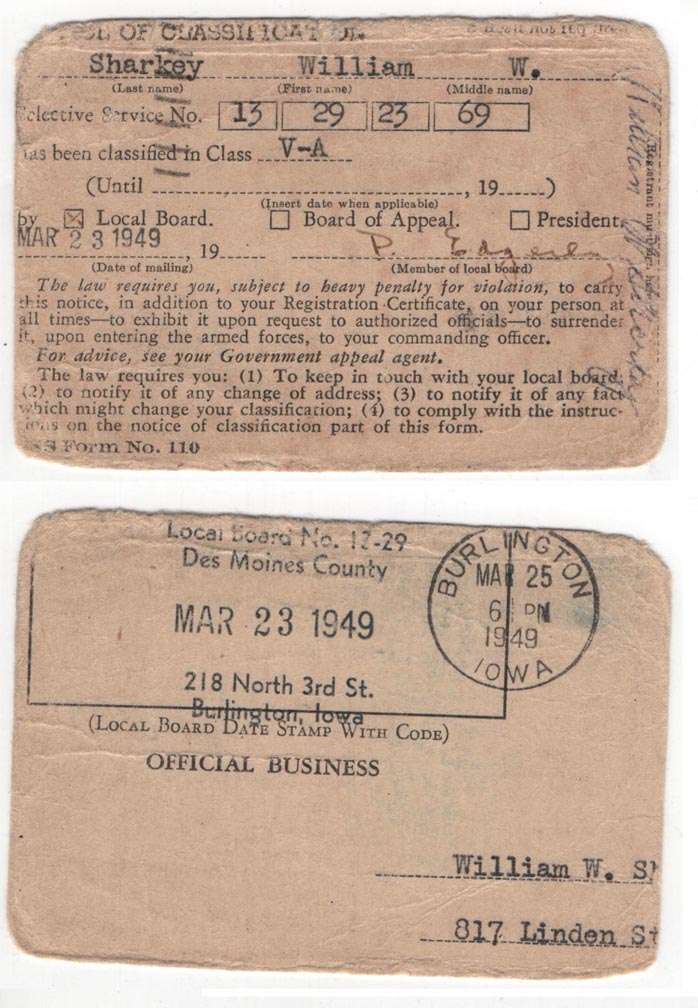 OF CLASSIFICATION
Sharkey William W.
(Last name) (First name) (Middle name)
Selective Service No. 13 29 23 69
has been classified in Class V-A
(Until , 19 )
(Insert date when applicable)
by ☒ Local Board. ☐ Board of Appeal. ☐ President.
MAR 23 1949 , 19 P.
(Date of mailing) (Member of local board)
The law requires you, subject to heavy penalty for violation, to carry
this notice, in addition to your Registration Certificate, on your person at
all times—to exhibit it upon request to authorized officials—to surrender
it, upon entering the armed forces, to your commanding officer.
For advice, see your Government appeal agent.
The law requires you: (1) To keep in touch with your local board;
(2) to notify it of any change of address; (3) to notify it of any fact
which might change your classification; (4) to comply with the instruc-
ions on the notice of classification part of this form.
SS Form No. 110
William W Sharkey
Local Board No. 13-29
Des Moines County
MAR 23 1949
218 North 3rd St.
Burlington, Iowa
(LOCAL BOARD DATE STAMP WITH CODE)
OFFICIAL BUSINESS
BURLINGTON
MAR 25
6 PM
1949
IOWA
William W. Sh
817 Linden St